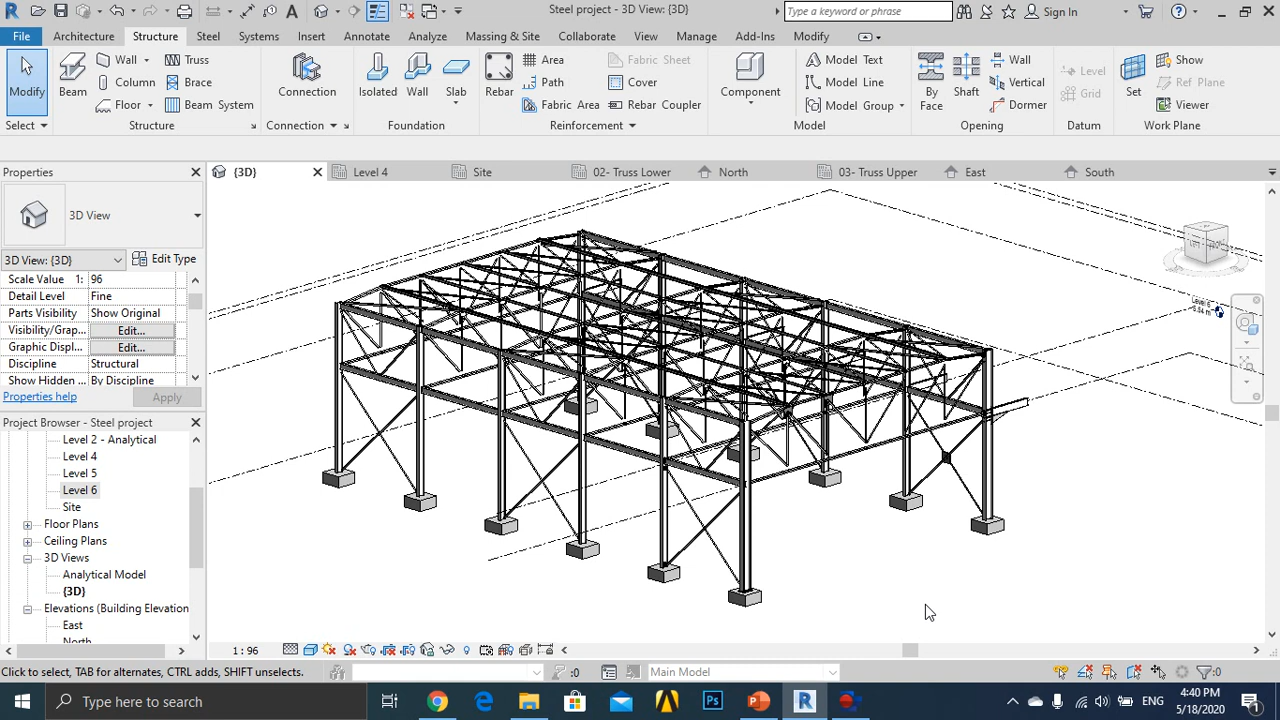 Steel project - 3D View: {3D}
Type a keyword or phrase
Sign In
File
Architecture
Structure
Steel
Systems
Insert
Annotate
Analyze
Massing & Site
Collaborate
View
Manage
Add-Ins
Modify
Modify
Beam
Wall
Column
Floor
Truss
Brace
Beam System
Connection
Isolated
Wall
Slab
Rebar
Area
Path
Fabric Area
Fabric Sheet
Cover
Rebar Coupler
Component
Model Text
Model Line
Model Group
By
Face
Shaft
Wall
Vertical
Dormer
Level
Grid
Set
Show
Ref Plane
Viewer
Select
Structure
Connection
Foundation
Reinforcement
Model
Opening
Datum
Work Plane
Properties
{3D}
Level 4
Site
02- Truss Lower
North
03- Truss Upper
East
South
3D View
3D View: {3D}
Edit Type
Scale Value 1:
96
Detail Level
Fine
Parts Visibility
Show Original
Visibility/Grap...
Edit...
Graphic Displ...
Edit...
Discipline
Structural
Show Hidden ...
By Discipline
Properties help
Apply
Project Browser - Steel project
Level 2 - Analytical
Level 4
Level 5
Level 6
Site
Floor Plans
Ceiling Plans
3D Views
Analytical Model
{3D}
Elevations (Building Elevation
East
North
Level 6
LEFT
1 : 96
Click to select, TAB for alternates, CTRL adds, SHIFT unselects.
:0
Main Model
:0
Type here to search
ENG
4:40 PM
5/18/2020